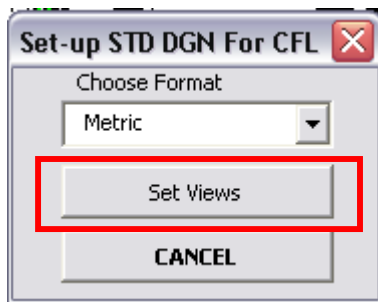 Set-up STD DGN For CFL
Choose Format
Metric
Set Views
CANCEL